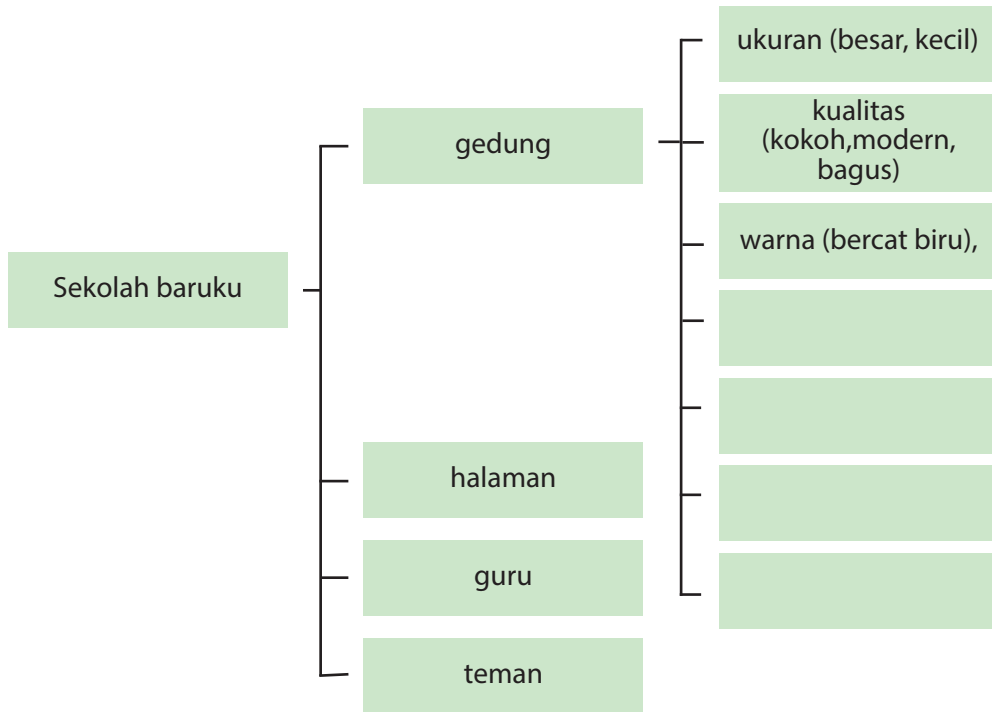 Sekolah baruku
gedung
halaman
guru
teman
ukuran (besar, kecil)
kualitas
(kokoh,modern,
bagus)
warna (bercat biru),